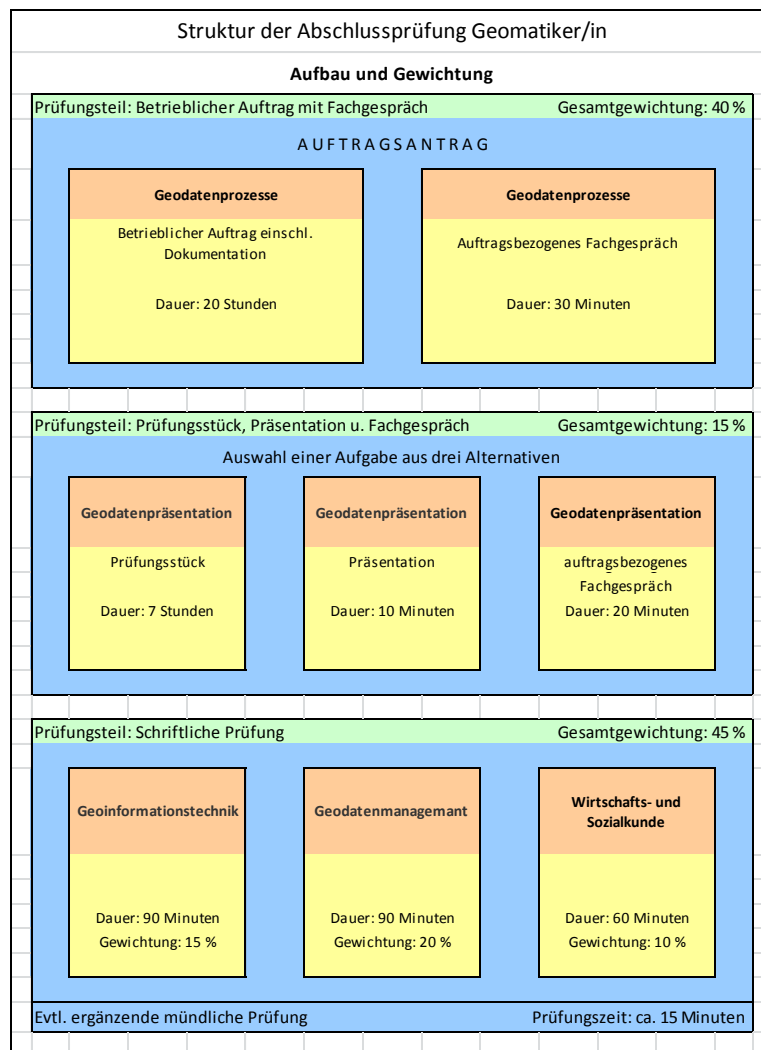 Struktur der Abschlussprüfung Geomatiker/in
Aufbau und Gewichtung
Prüfungsteil: Betrieblicher Auftrag mit Fachgespräch Gesamtgewichtung: 40 %
A U F T R A G S A N T R A G
Geodatenprozesse
Betrieblicher Auftrag einschl.
Dokumentation
Dauer: 20 Stunden
Geodatenprozesse
Auftragsbezogenes Fachgespräch
Dauer: 30 Minuten
Prüfungsteil: Prüfungsstück, Präsentation u. Fachgespräch Gesamtgewichtung: 15 %
Auswahl einer Aufgabe aus drei Alternativen
Geodatenpräsentation
Prüfungsstück
Dauer: 7 Stunden
Geodatenpräsentation
Präsentation
Dauer: 10 Minuten
Geodatenpräsentation
auftragsbezogenes
Fachgespräch
Dauer: 20 Minuten
Prüfungsteil: Schriftliche Prüfung Gesamtgewichtung: 45 %
Geoinformationstechnik
Dauer: 90 Minuten
Gewichtung: 15 %
Geodatenmanagemant
Dauer: 90 Minuten
Gewichtung: 20 %
Wirtschafts- und
Sozialkunde
Dauer: 60 Minuten
Gewichtung: 10 %
Evtl. ergänzende mündliche Prüfung Prüfungszeit: ca. 15 Minuten